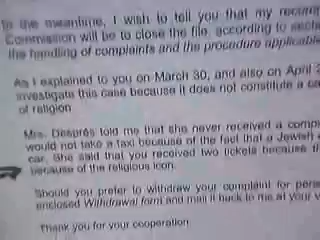 In the meantime, I wish to tell you that my
Commission will be to close the file, according to
the handling of complaints and the procedure applicable
As I explained to you on March 30, and also on April 2
investigate this case because it does not constitute a
of religion
Mrs. Després told me that she never received a
would not take a taxi because of the fact that a Jewish
car. She said that you received two tickets because
because of the religious icon.
Should you prefer to withdraw your complaint for
enclosed Withdrawal form and mail it back to me at your
Thank you for your cooperation